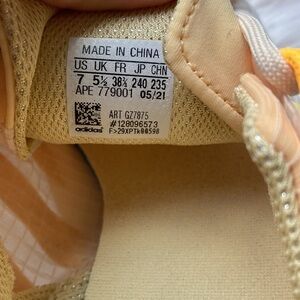 MADE IN CHINA
US UK FR JP CHN
7 5½ 38⅔ 240 235
APE 779001 05/21
ART GZ7875
#128096573
adidas F>29XPTk00598